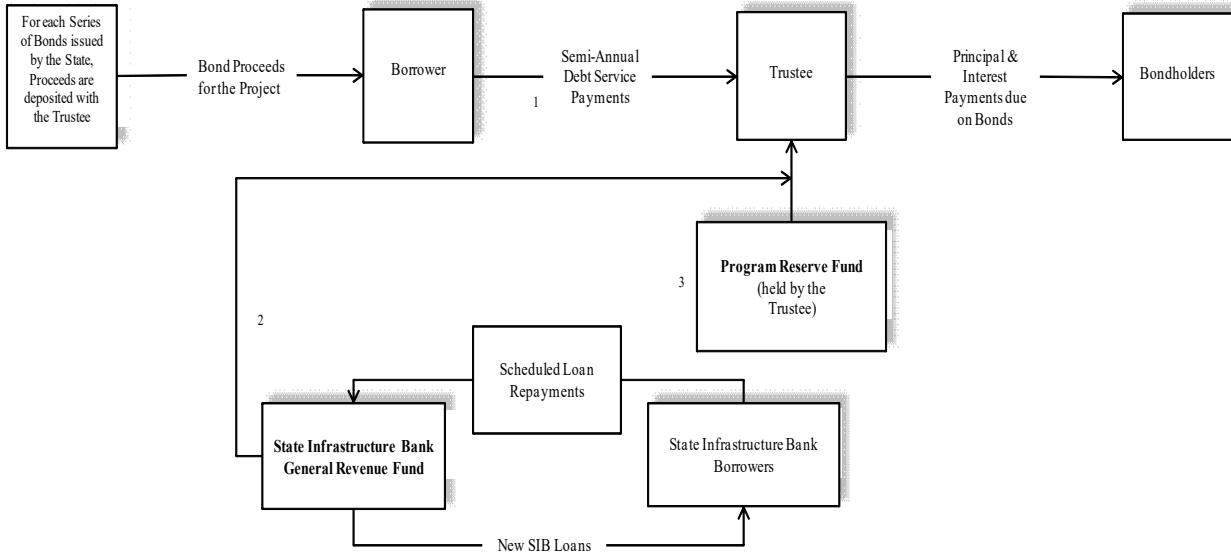 For each Series
of Bonds issued
by the State,
Proceeds are
deposited with
the Trustee
Bond Proceeds
for the Project
Borrower
1
Semi-Annual
Debt Service
Payments
Trustee
Principal &
Interest
Payments due
on Bonds
Bondholders
Program Reserve Fund
(held by the
Trustee)
3
2
Scheduled Loan
Repayments
State Infrastructure Bank
General Revenue Fund
State Infrastructure Bank
Borrowers
New SIB Loans